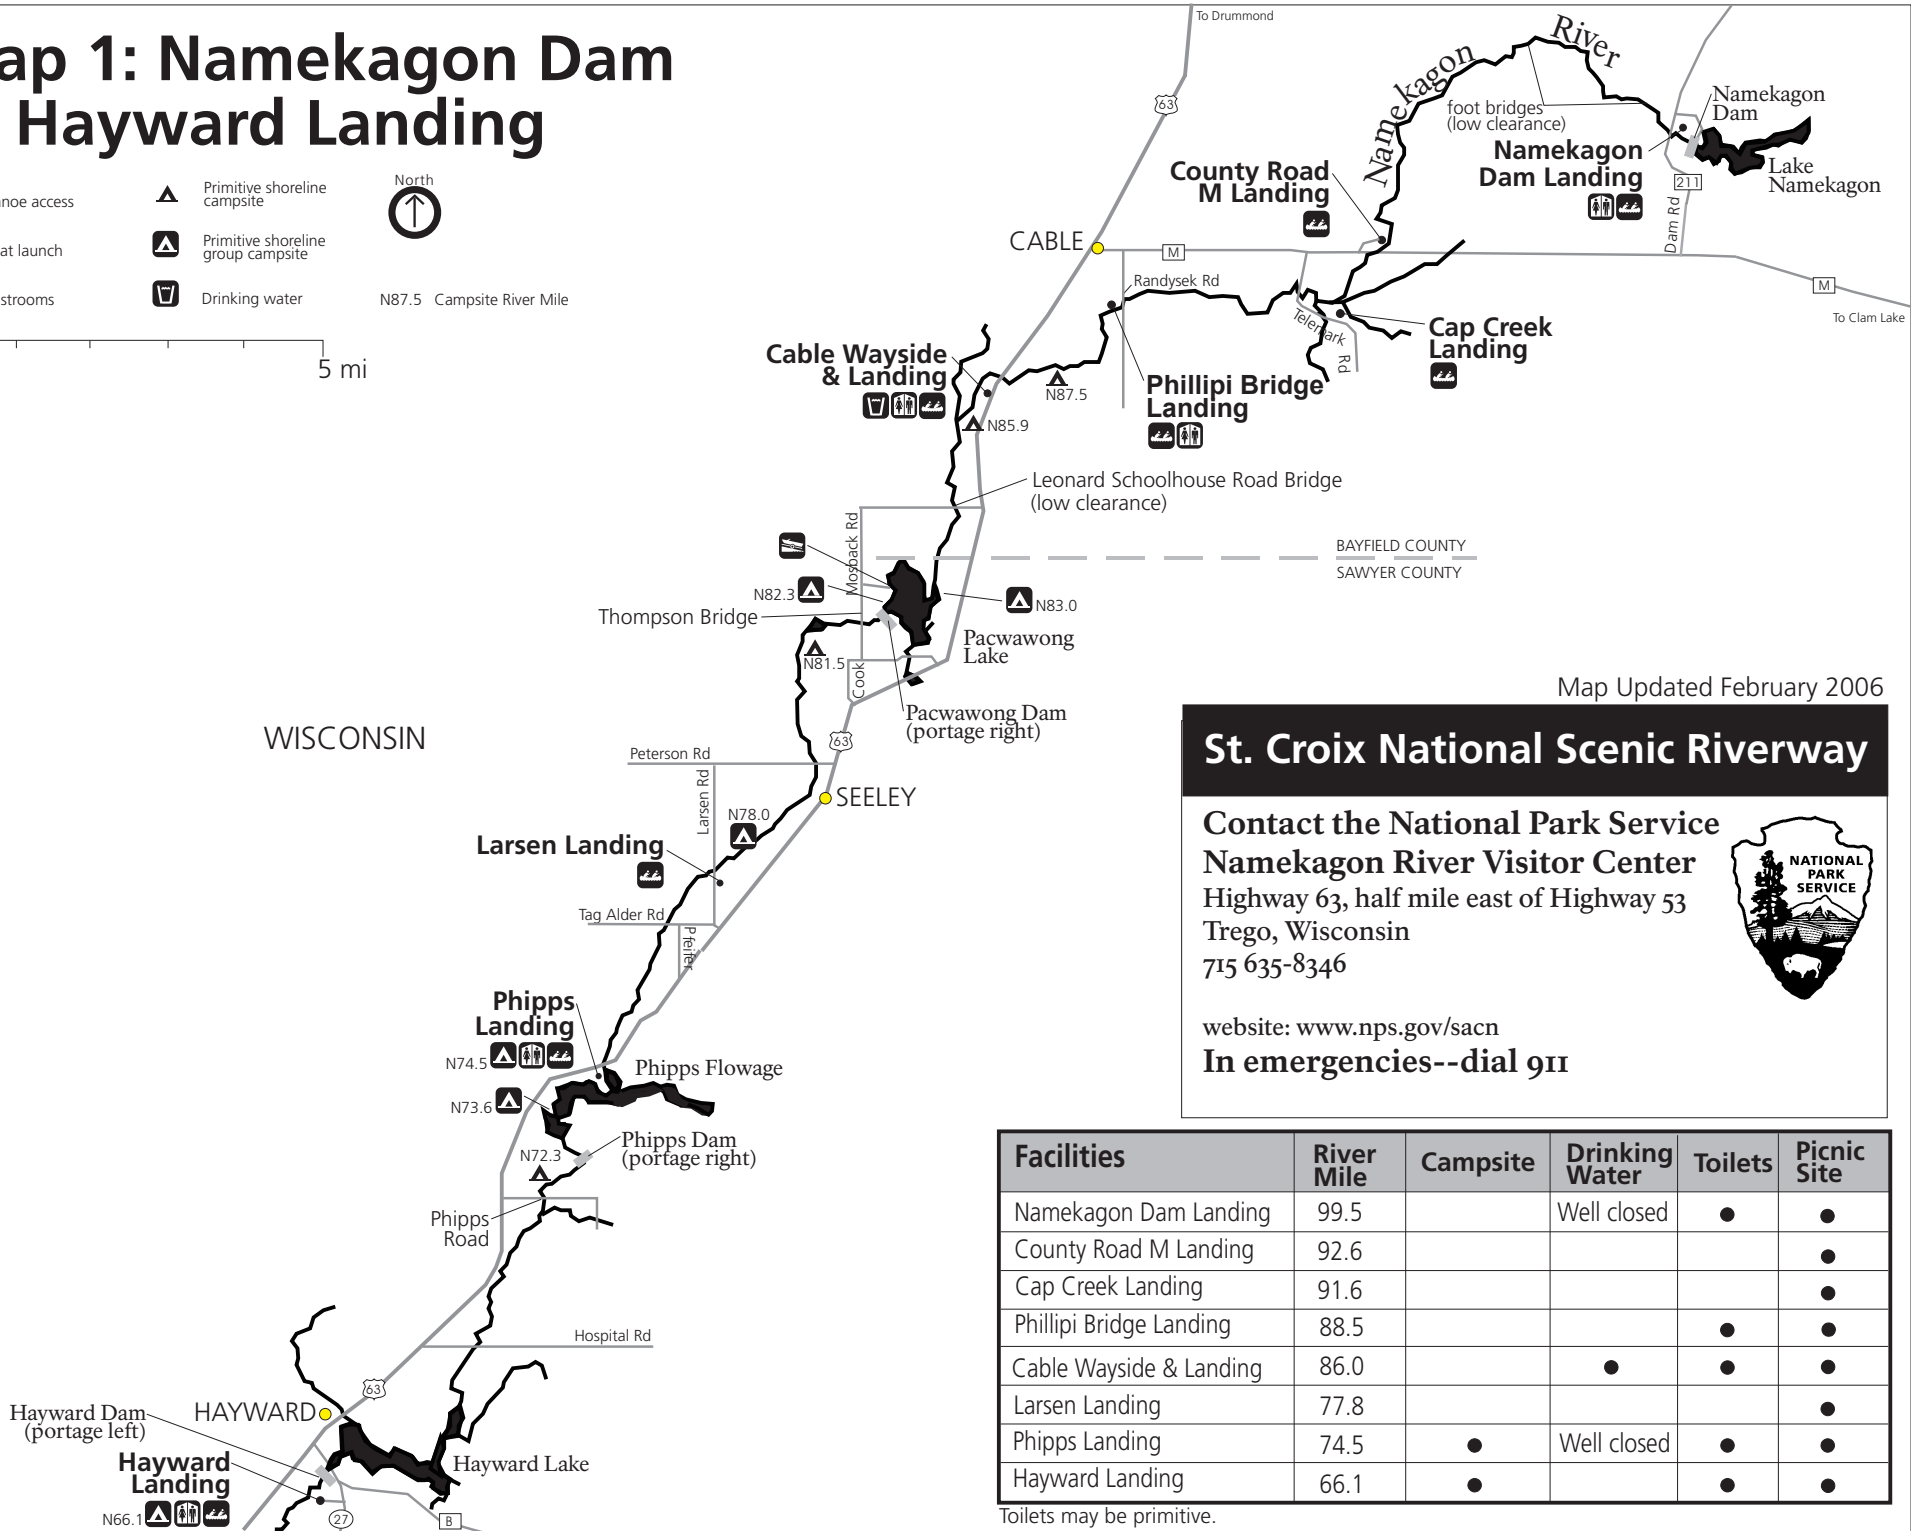 ap 1: Namekagon Dam
Hayward Landing
noe access
at launch
strooms
Primitive shoreline
campsite
Primitive shoreline
group campsite
Drinking water
North
N87.5 Campsite River Mile
5 mi
To Drummond
63
Namekagon River
foot bridges
(low clearance)
Namekagon
Dam
Namekagon
Dam Landing
Lake
Namekagon
211
Dam Rd
County Road
M Landing
CABLE
M
M
To Clam Lake
Randysek Rd
Telemark Rd
Cap Creek
Landing
Cable Wayside
& Landing
N87.5
Phillipi Bridge
Landing
N85.9
Leonard Schoolhouse Road Bridge
(low clearance)
Mosback Rd
BAYFIELD COUNTY
SAWYER COUNTY
N82.3
N83.0
Thompson Bridge
Pacwawong
Lake
N81.5
Cook
Pacwawong Dam
(portage right)
WISCONSIN
63
Peterson Rd
Larsen Rd
SEELEY
N78.0
Larsen Landing
Tag Alder Rd
Pfeifer
Phipps
Landing
N74.5
Phipps Flowage
N73.6
Phipps Dam
(portage right)
N72.3
Phipps
Road
Hospital Rd
63
HAYWARD
Hayward Dam
(portage left)
Hayward
Landing
Hayward Lake
N66.1
27
B
Map Updated February 2006
St. Croix National Scenic Riverway
Contact the National Park Service
Namekagon River Visitor Center
Highway 63, half mile east of Highway 53
Trego, Wisconsin
715 635-8346
website: www.nps.gov/sacn
In emergencies--dial 911
NATIONAL
PARK
SERVICE
Facilities River Mile Campsite Drinking Water Toilets Picnic Site
Namekagon Dam Landing 99.5 Well closed ● ●
County Road M Landing 92.6 ●
Cap Creek Landing 91.6 ●
Phillipi Bridge Landing 88.5 ● ●
Cable Wayside & Landing 86.0 ● ● ●
Larsen Landing 77.8 ●
Phipps Landing 74.5 ● Well closed ● ●
Hayward Landing 66.1 ● ● ●
Toilets may be primitive.